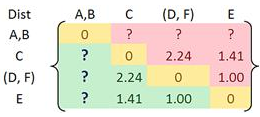 Dist A,B C (D, F) E
A,B 0 ? ? ?
C ? 0 2.24 1.41
(D, F) ? 2.24 0 1.00
E ? 1.41 1.00 0